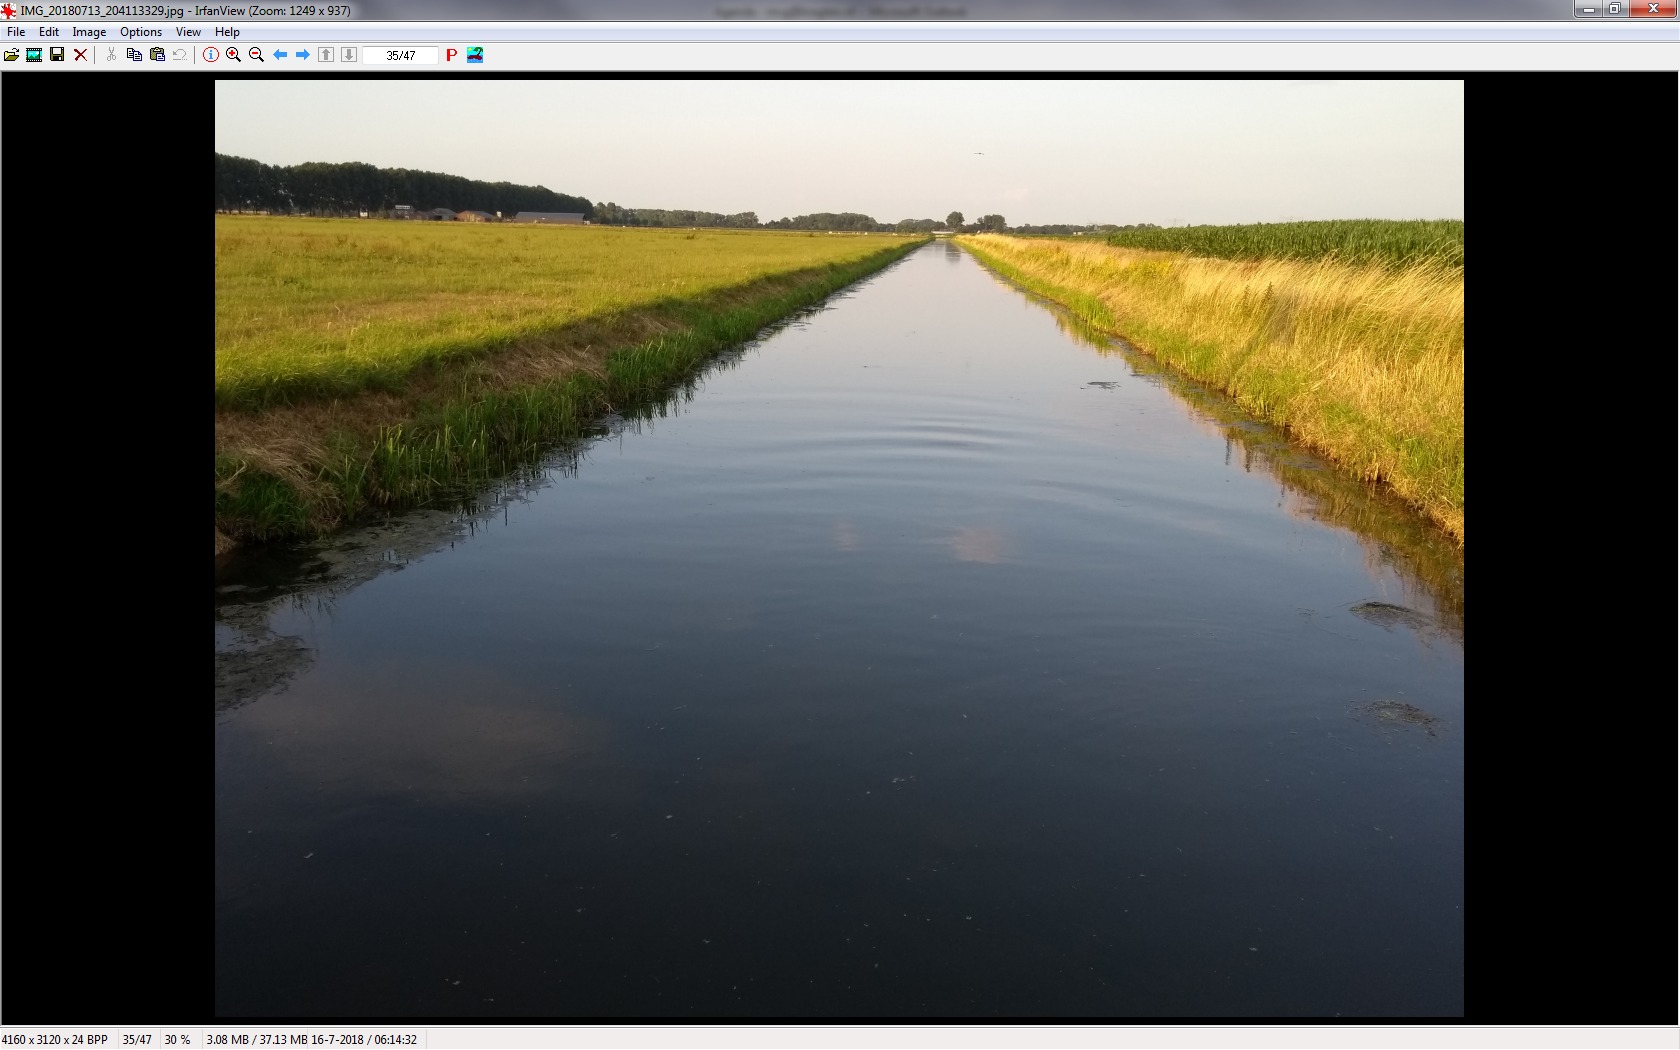 IMG_20180713_204113329.jpg - IrfanView (Zoom: 1249 x 937)
File Edit Image Options View Help
35/47 P
4160 x 3120 x 24 BPP 35/47 30 % 3.08 MB / 37.13 MB 16-7-2018 / 06:14:32